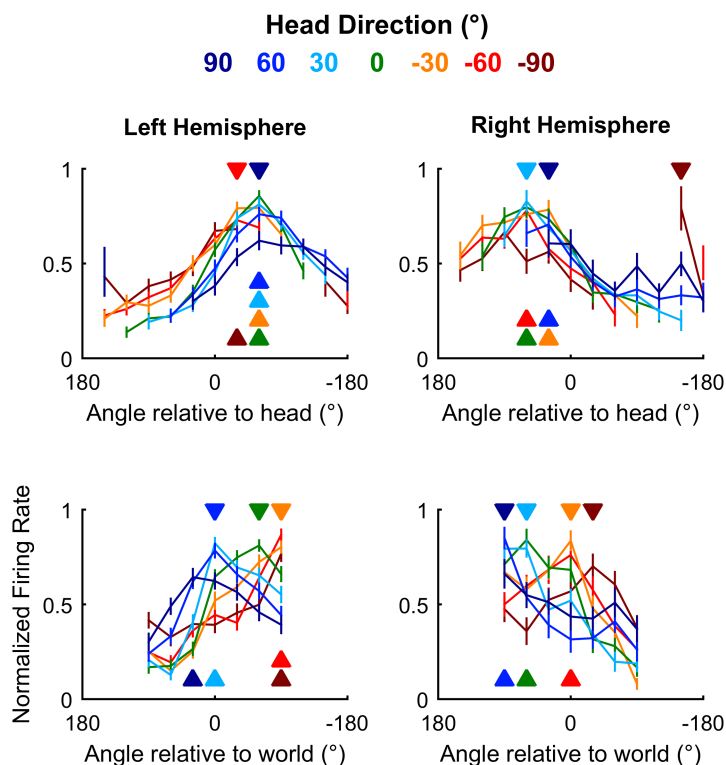 Head Direction (°)
90 60 30 0 -30 -60 -90
Left Hemisphere
Right Hemisphere
1
0.5
0
180 0 -180
Angle relative to head (°)
1
0.5
0
180 0 -180
Angle relative to head (°)
Normalized Firing Rate
1
0.5
0
180 0 -180
Angle relative to world (°)
1
0.5
0
180 0 -180
Angle relative to world (°)